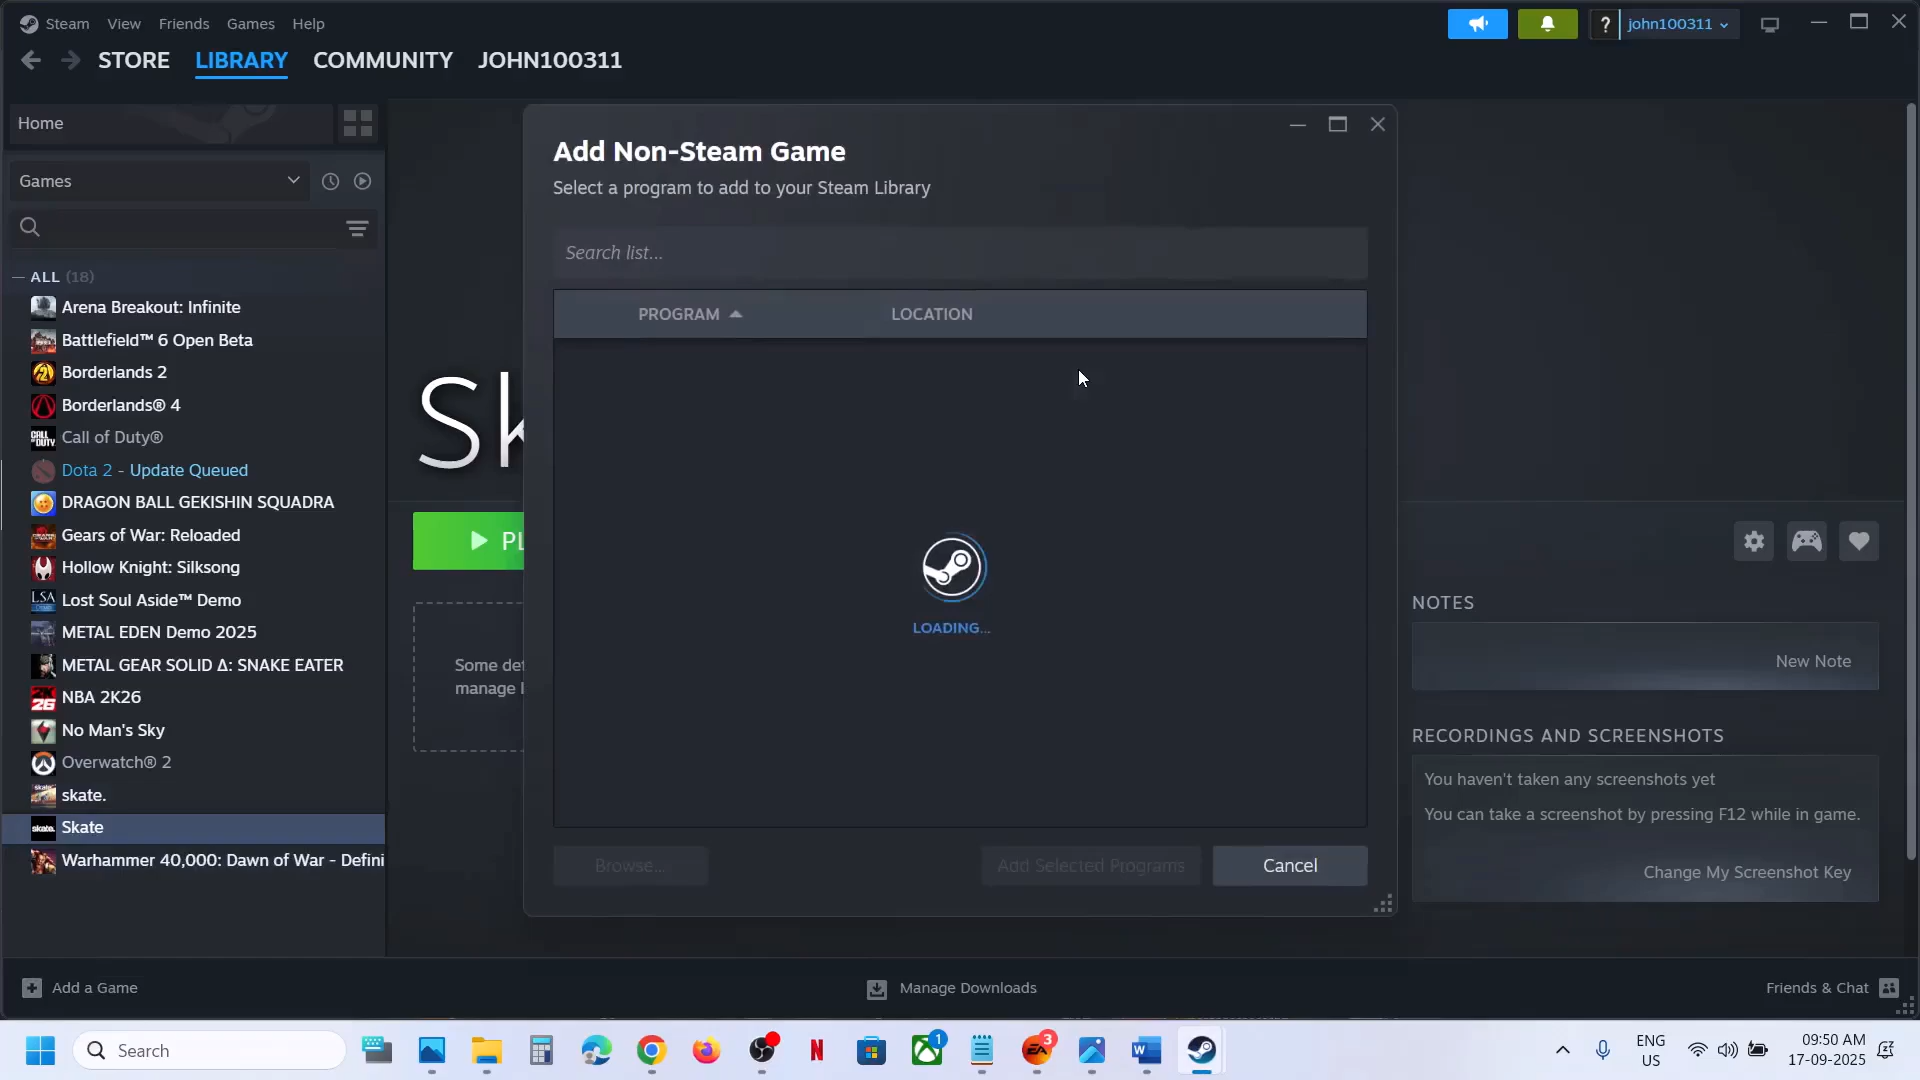 Steam View Friends Games Help
john100311
STORE LIBRARY COMMUNITY JOHN100311
Home
Games
ALL (18)
Arena Breakout: Infinite
Battlefield™ 6 Open Beta
Borderlands 2
Borderlands® 4
Call of Duty®
Dota 2 - Update Queued
DRAGON BALL GEKISHIN SQUADRA
Gears of War: Reloaded
Hollow Knight: Silksong
Lost Soul Aside™ Demo
METAL EDEN Demo 2025
METAL GEAR SOLID Δ: SNAKE EATER
NBA 2K26
No Man's Sky
Overwatch® 2
skate.
Skate
Warhammer 40,000: Dawn of War - Defini
Add Non-Steam Game
Select a program to add to your Steam Library
Search list...
PROGRAM LOCATION
LOADING...
Browse... Add Selected Programs Cancel
Sk
PL
Some det
manage l
NOTES
New Note
RECORDINGS AND SCREENSHOTS
You haven't taken any screenshots yet
You can take a screenshot by pressing F12 while in game.
Change My Screenshot Key
Add a Game
Manage Downloads
Friends & Chat
Search
1
3
ENG
US
09:50 AM
17-09-2025